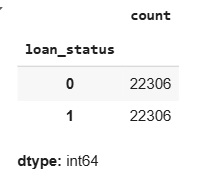 count
loan_status
0 22306
1 22306
dtype: int64